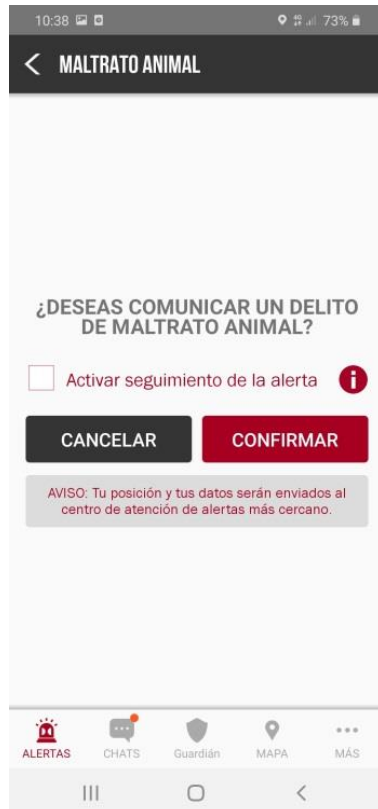 10:38 73%
MALTRATO ANIMAL
¿DESEAS COMUNICAR UN DELITO
DE MALTRATO ANIMAL?
Activar seguimiento de la alerta i
CANCELAR CONFIRMAR
AVISO: Tu posición y tus datos serán enviados al
centro de atención de alertas más cercano.
ALERTAS CHATS Guardián MAPA MÁS